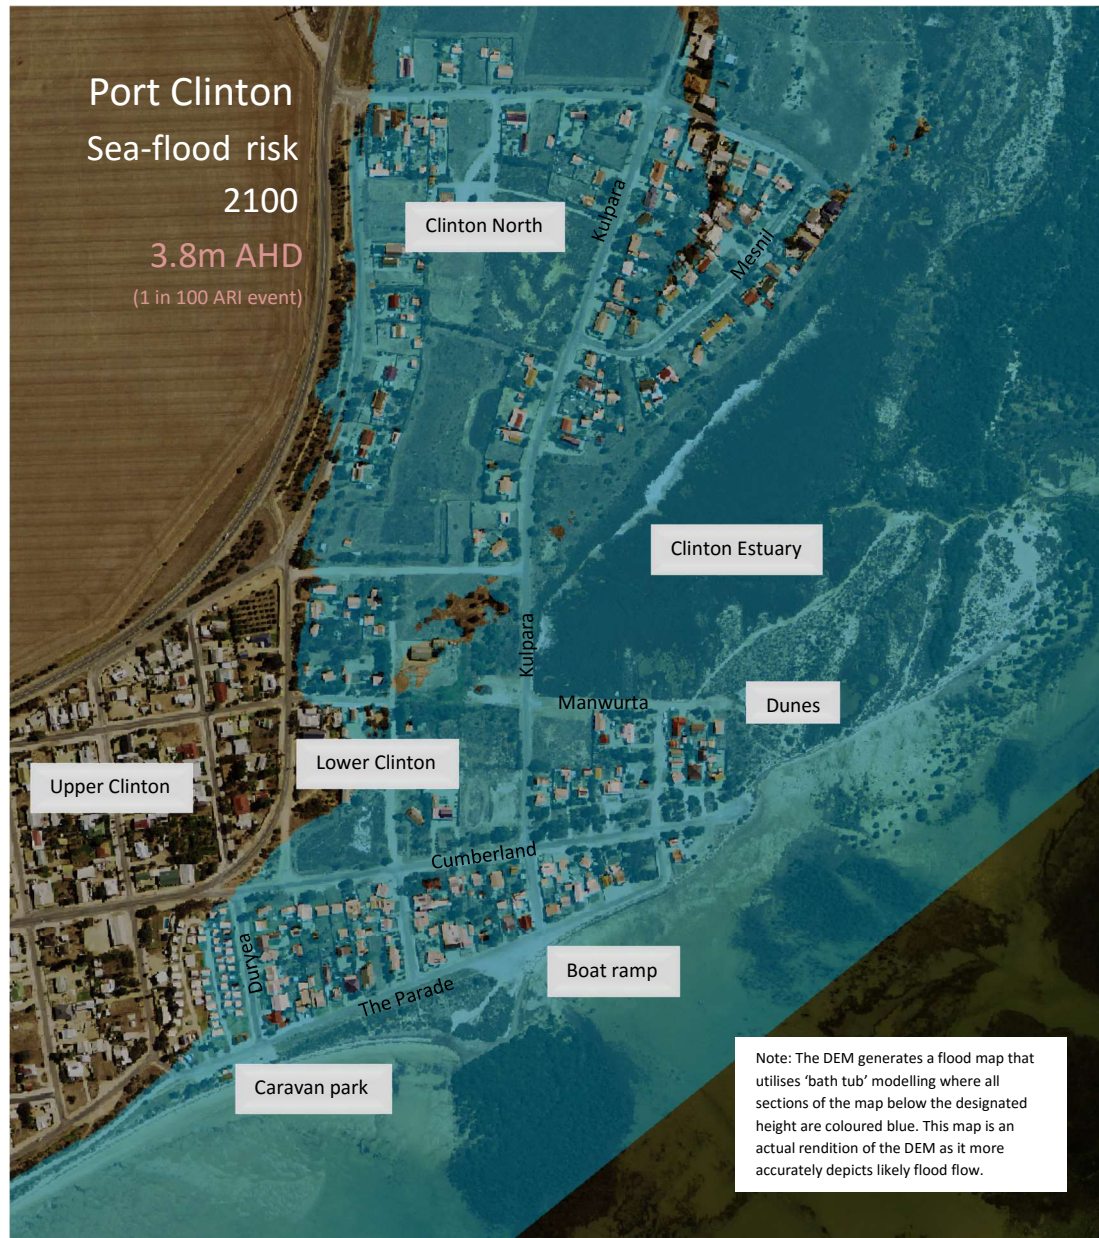 Port Clinton
Sea-flood risk
2100
3.8m AHD
(1 in 100 ARI event)
Clinton North
Kulpara
Mesnil
Clinton Estuary
Kulpara
Manwurta
Dunes
Lower Clinton
Upper Clinton
Cumberland
Duryea
The Parade
Boat ramp
Caravan park
Note: The DEM generates a flood map that
utilises ‘bath tub’ modelling where all
sections of the map below the designated
height are coloured blue. This map is an
actual rendition of the DEM as it more
accurately depicts likely flood flow.